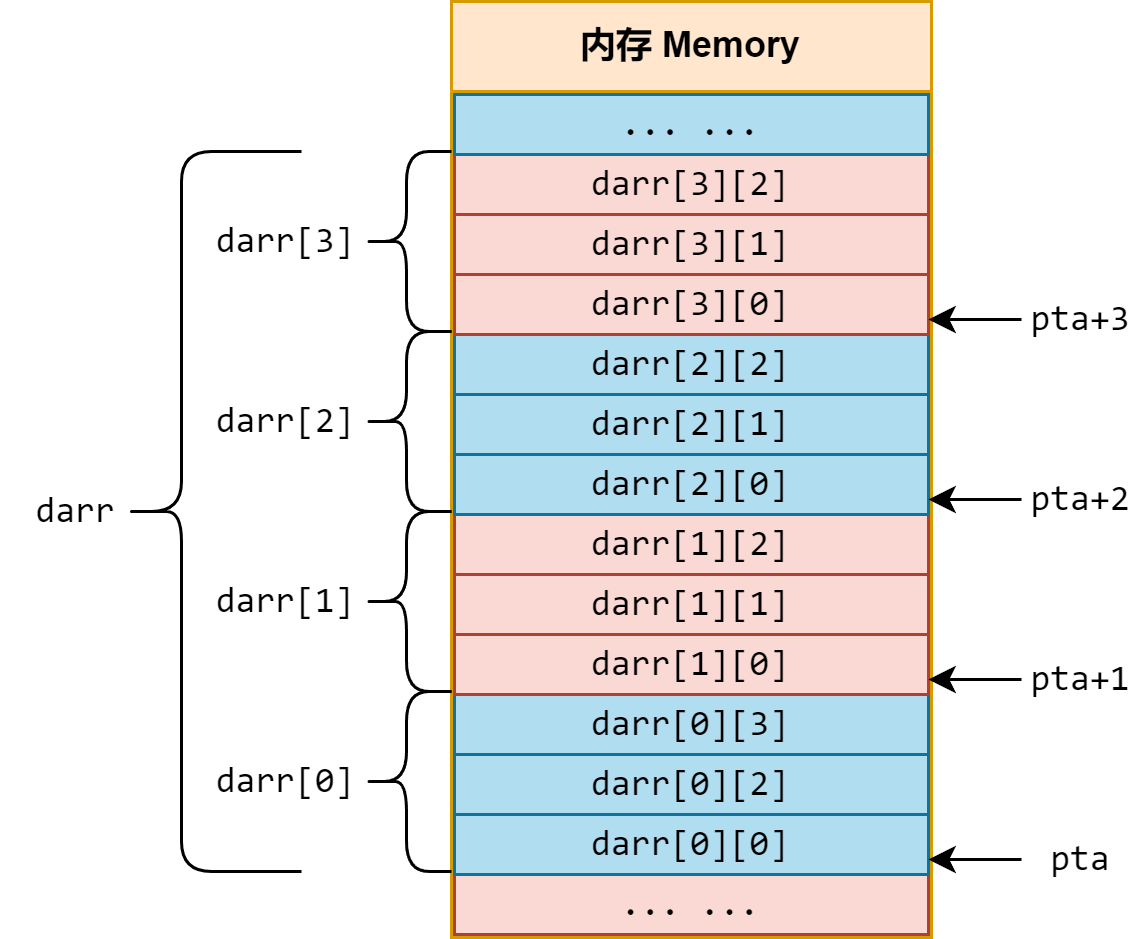 内存 Memory
... ...
darr[3][2]
darr[3][1]
darr[3][0]
darr[2][2]
darr[2][1]
darr[2][0]
darr[1][2]
darr[1][1]
darr[1][0]
darr[0][3]
darr[0][2]
darr[0][0]
... ...
darr
darr[3]
darr[2]
darr[1]
darr[0]
pta+3
pta+2
pta+1
pta